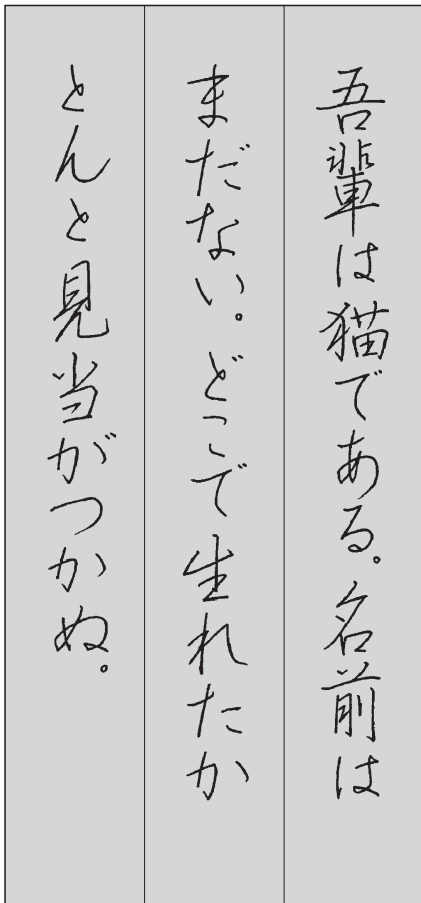 吾輩は猫である。名前は
まだない。どこで生れたか
とんと見当がつかぬ。